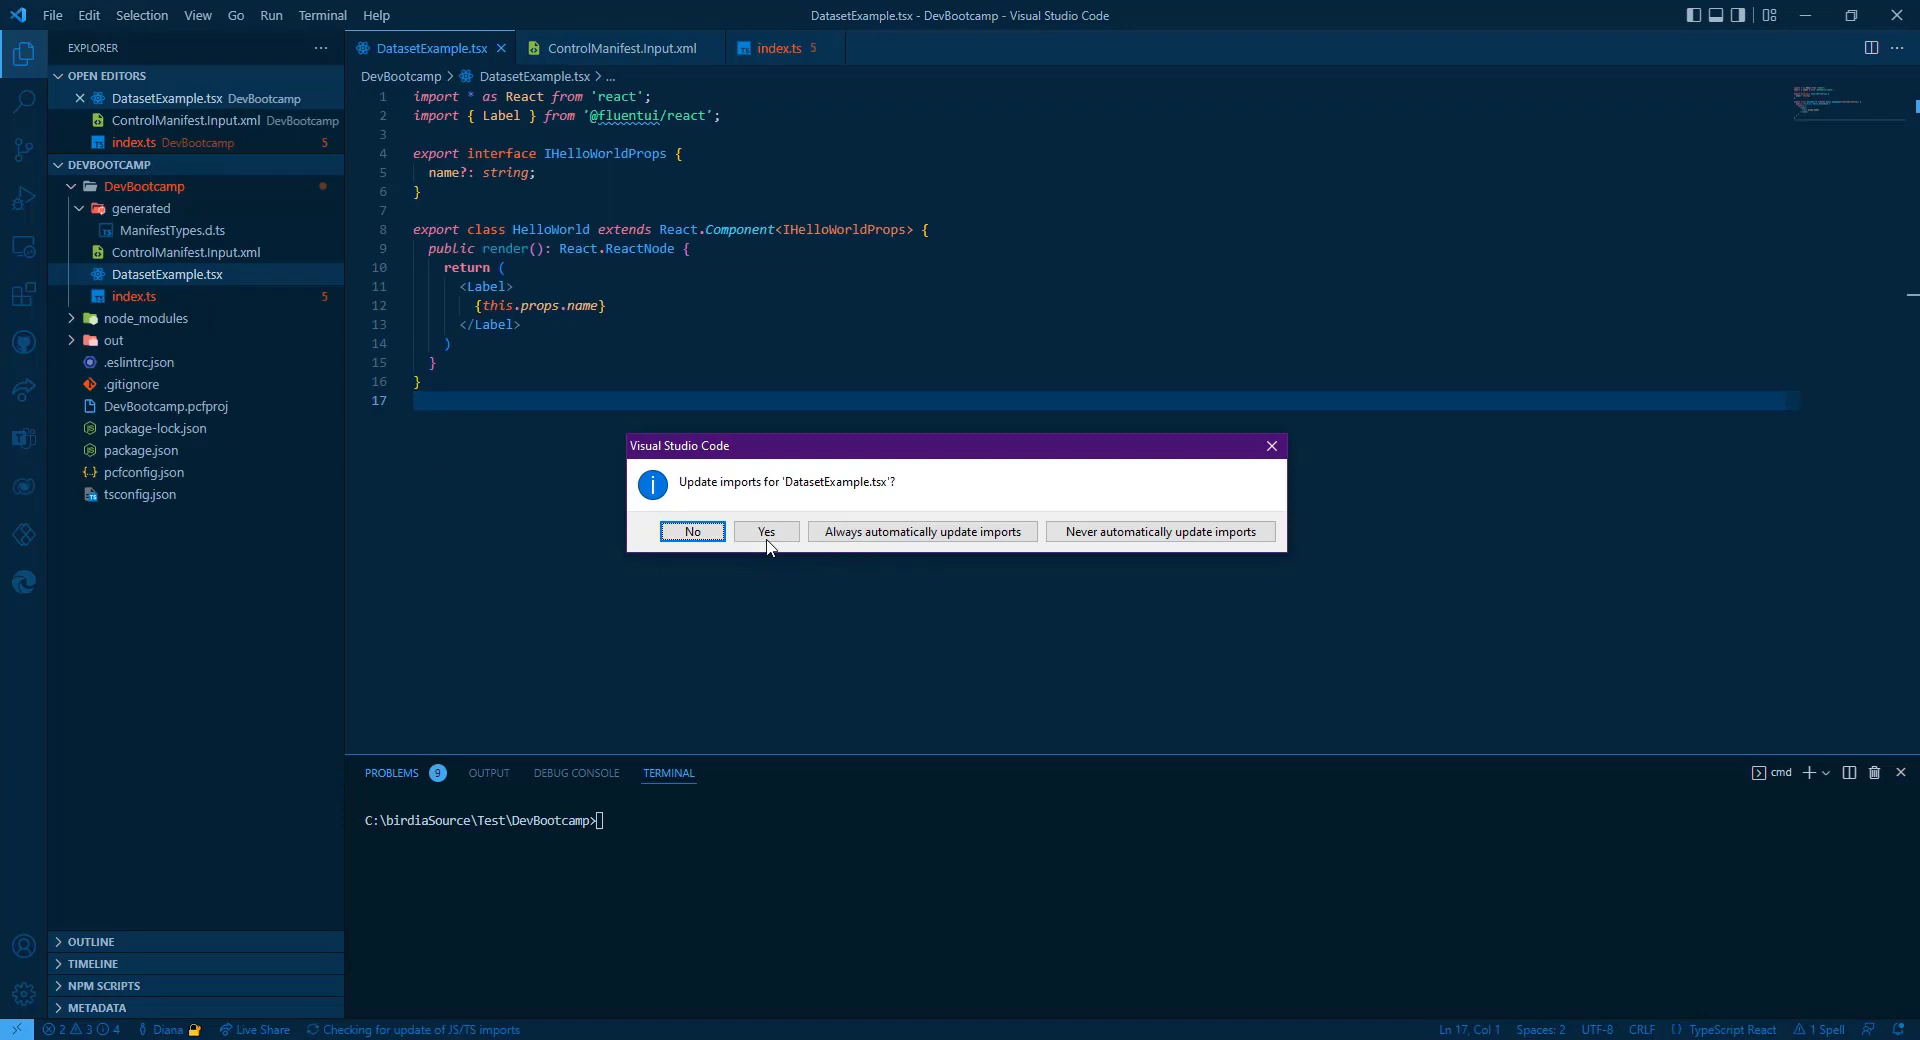 File Edit Selection View Go Run Terminal Help
DatasetExample.tsx - DevBootcamp - Visual Studio Code
EXPLORER
OPEN EDITORS
DatasetExample.tsx DevBootcamp
ControlManifest.Input.xml DevBootcamp
index.ts DevBootcamp 5
DEVBOOTCAMP
DevBootcamp
generated
ManifestTypes.d.ts
ControlManifest.Input.xml
DatasetExample.tsx
index.ts 5
node_modules
out
.eslintrc.json
.gitignore
DevBootcamp.pcfproj
package-lock.json
package.json
pcfconfig.json
tsconfig.json
OUTLINE
TIMELINE
NPM SCRIPTS
METADATA
DatasetExample.tsx ControlManifest.Input.xml index.ts 5
DevBootcamp > DatasetExample.tsx > ...
1 import * as React from 'react';
2 import { Label } from '@fluentui/react';
3
4 export interface IHelloWorldProps {
5 name?: string;
6 }
7
8 export class HelloWorld extends React.Component<IHelloWorldProps> {
9 public render(): React.ReactNode {
10 return (
11 <Label>
12 {this.props.name}
13 </Label>
14 )
15 }
16 }
17
Visual Studio Code
Update imports for 'DatasetExample.tsx'?
No Yes Always automatically update imports Never automatically update imports
PROBLEMS 9 OUTPUT DEBUG CONSOLE TERMINAL
cmd
C:\birdiaSource\Test\DevBootcamp>
2 3 4 Diana Live Share Checking for update of JS/TS imports
Ln 17, Col 1 Spaces: 2 UTF-8 CRLF TypeScript React 1 Spell